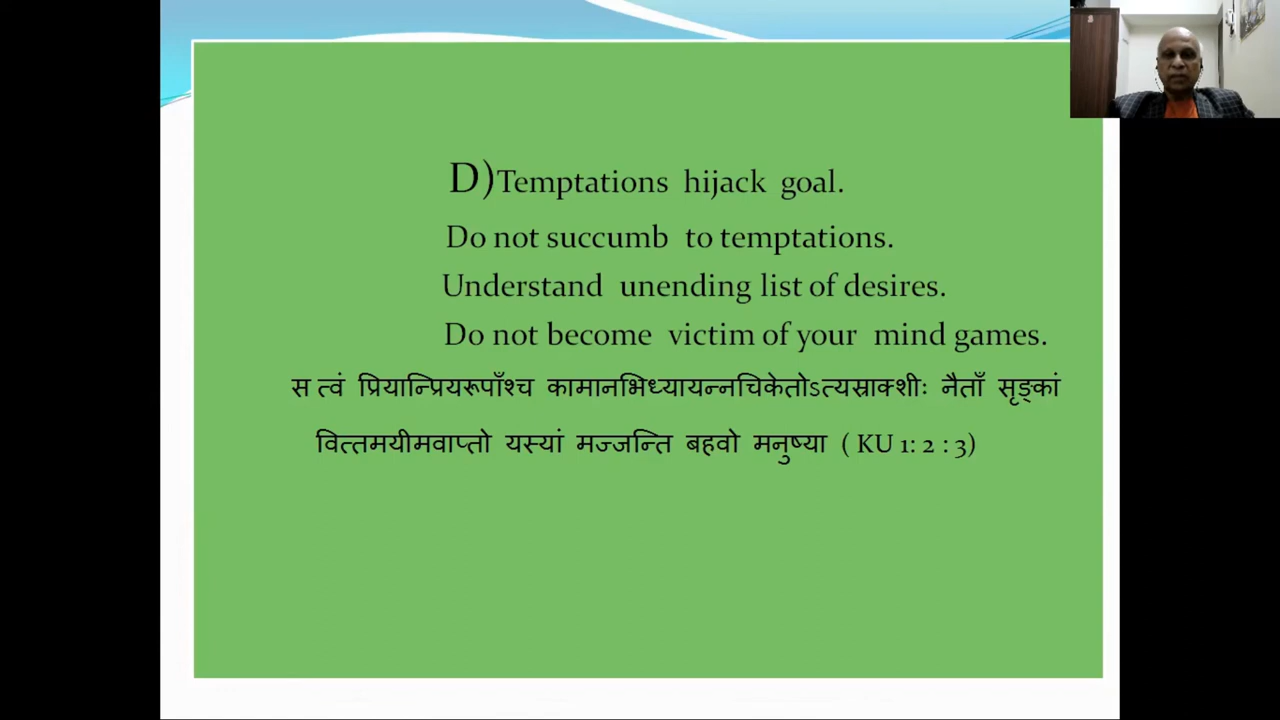 D)Temptations hijack goal.
Do not succumb to temptations.
Understand unending list of desires.
Do not become victim of your mind games.
स त्वं प्रियान्प्रियरूपाँश्च कामानभिध्यायन्नचिकेतोऽत्यस्राक्शीः नैताँ सृङ्कां
वित्तमयीमवाप्तो यस्यां मज्जन्ति बहवो मनुष्या ( KU 1: 2 : 3)